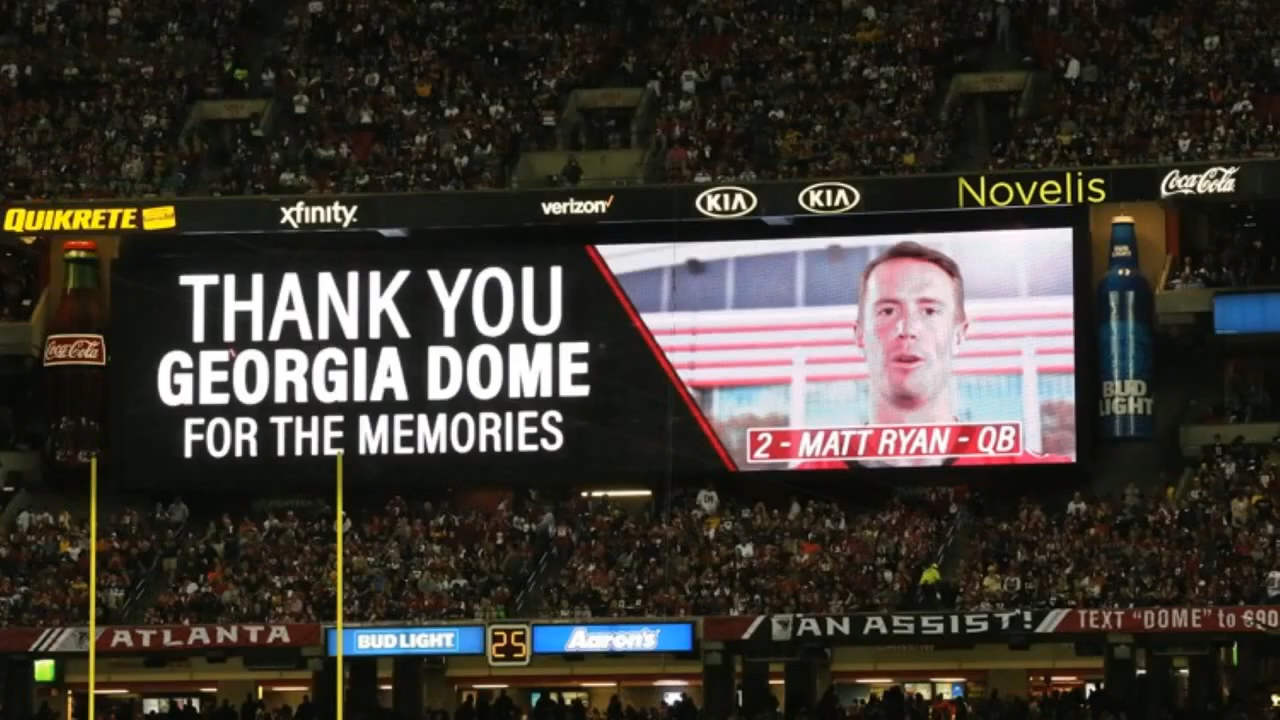 QUIKRETE
xfinity
verizon
KIA
KIA
Novelis
Coca-Cola
THANK YOU
GEORGIA DOME
FOR THE MEMORIES
2 - MATT RYAN - QB
Coca-Cola
BUD LIGHT
ATLANTA
BUD LIGHT
25
Aaron's
AN ASSIST!
TEXT "DOME" to